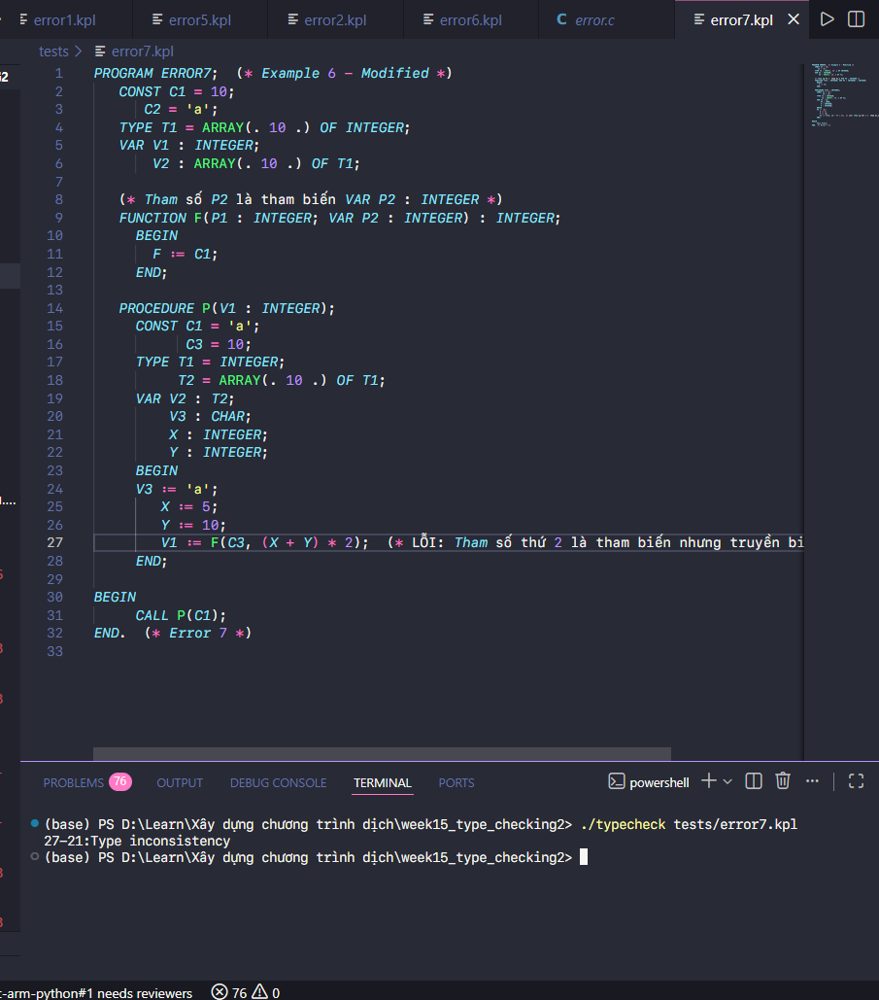 error1.kpl error5.kpl error2.kpl error6.kpl C error.c error7.kpl
tests > error7.kpl
62
1 PROGRAM ERROR7; (* Example 6 - Modified *)
2 CONST C1 = 10;
3 C2 = 'a';
4 TYPE T1 = ARRAY(. 10 .) OF INTEGER;
5 VAR V1 : INTEGER;
6 V2 : ARRAY(. 10 .) OF T1;
7
8 (* Tham số P2 là tham biến VAR P2 : INTEGER *)
9 FUNCTION F(P1 : INTEGER; VAR P2 : INTEGER) : INTEGER;
10 BEGIN
11 F := C1;
12 END;
13
14 PROCEDURE P(V1 : INTEGER);
15 CONST C1 = 'a';
16 C3 = 10;
17 TYPE T1 = INTEGER;
18 T2 = ARRAY(. 10 .) OF T1;
19 VAR V2 : T2;
20 V3 : CHAR;
21 X : INTEGER;
22 Y : INTEGER;
23 BEGIN
24 V3 := 'a';
25 X := 5;
26 Y := 10;
27 V1 := F(C3, (X + Y) * 2); (* LỖI: Tham số thứ 2 là tham biến nhưng truyền bi
28 END;
29
30 BEGIN
31 CALL P(C1);
32 END. (* Error 7 *)
33
PROBLEMS 76 OUTPUT DEBUG CONSOLE TERMINAL PORTS powershell
(base) PS D:\Learn\Xây dựng chương trình dịch\week15_type_checking2> ./typecheck tests/error7.kpl
27-21:Type inconsistency
(base) PS D:\Learn\Xây dựng chương trình dịch\week15_type_checking2>
t-arm-python#1 needs reviewers 76 0